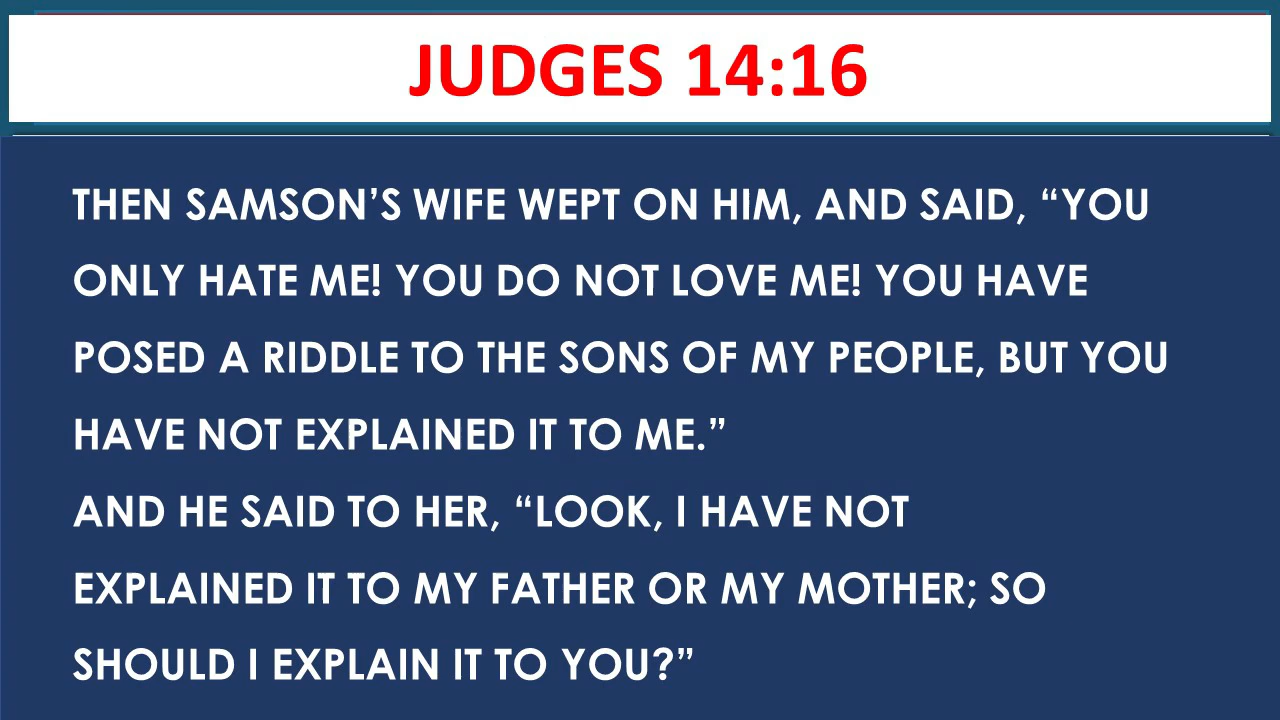 JUDGES 14:16
THEN SAMSON’S WIFE WEPT ON HIM, AND SAID, “YOU
ONLY HATE ME! YOU DO NOT LOVE ME! YOU HAVE
POSED A RIDDLE TO THE SONS OF MY PEOPLE, BUT YOU
HAVE NOT EXPLAINED IT TO ME.”
AND HE SAID TO HER, “LOOK, I HAVE NOT
EXPLAINED IT TO MY FATHER OR MY MOTHER; SO
SHOULD I EXPLAIN IT TO YOU?”